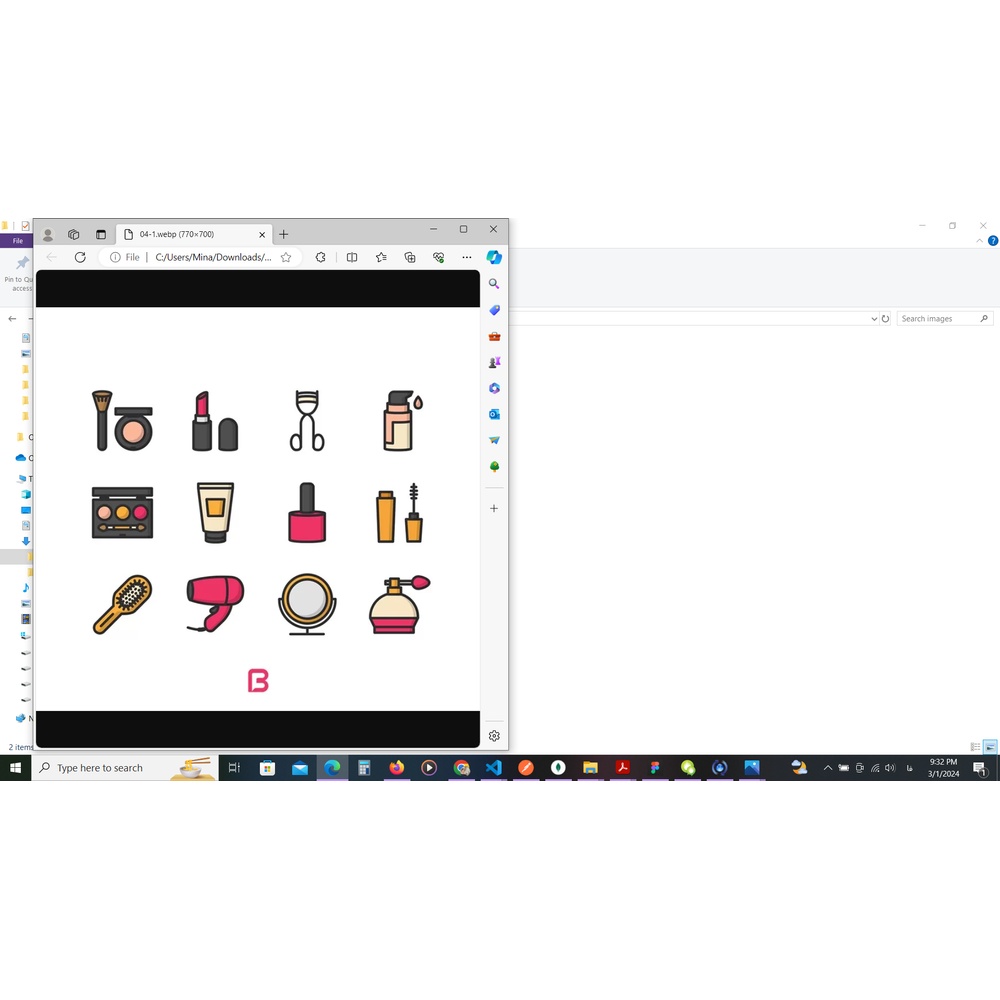 04-1.webp (770×700)
File
C:/Users/Mina/Downloads/...
File
Pin to Qu
access
Search images
2 items
Type here to search
9:32 PM
3/1/2024